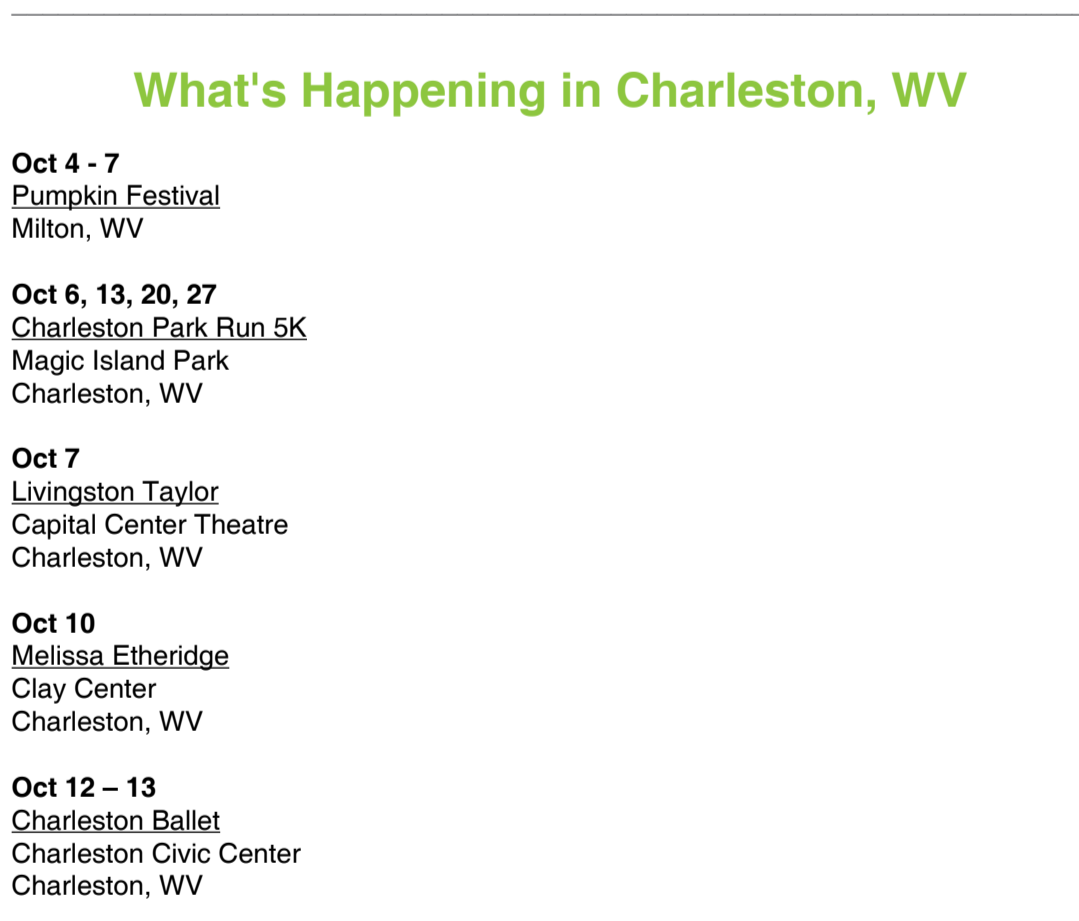 What's Happening in Charleston, WV
Oct 4 - 7
Pumpkin Festival
Milton, WV
Oct 6, 13, 20, 27
Charleston Park Run 5K
Magic Island Park
Charleston, WV
Oct 7
Livingston Taylor
Capital Center Theatre
Charleston, WV
Oct 10
Melissa Etheridge
Clay Center
Charleston, WV
Oct 12 – 13
Charleston Ballet
Charleston Civic Center
Charleston, WV